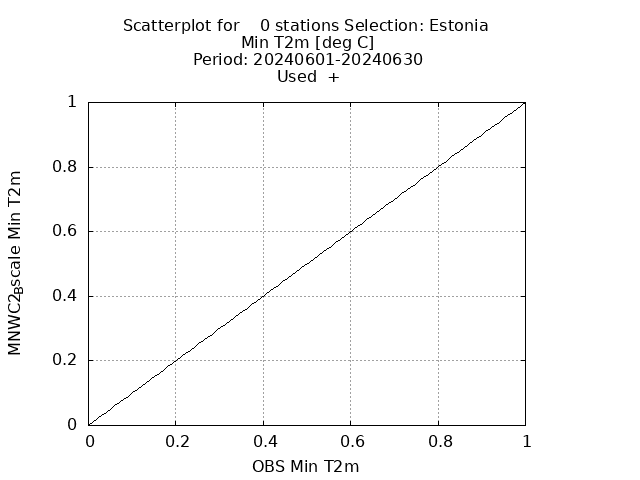 Scatterplot for    0 stations Selection: Estonia
Min T2m [deg C]
Period: 20240601-20240630
Used  +
1
0.8
0.6
0.4
0.2
0
MNWC2Bscale Min T2m
0 0.2 0.4 0.6 0.8 1
OBS Min T2m